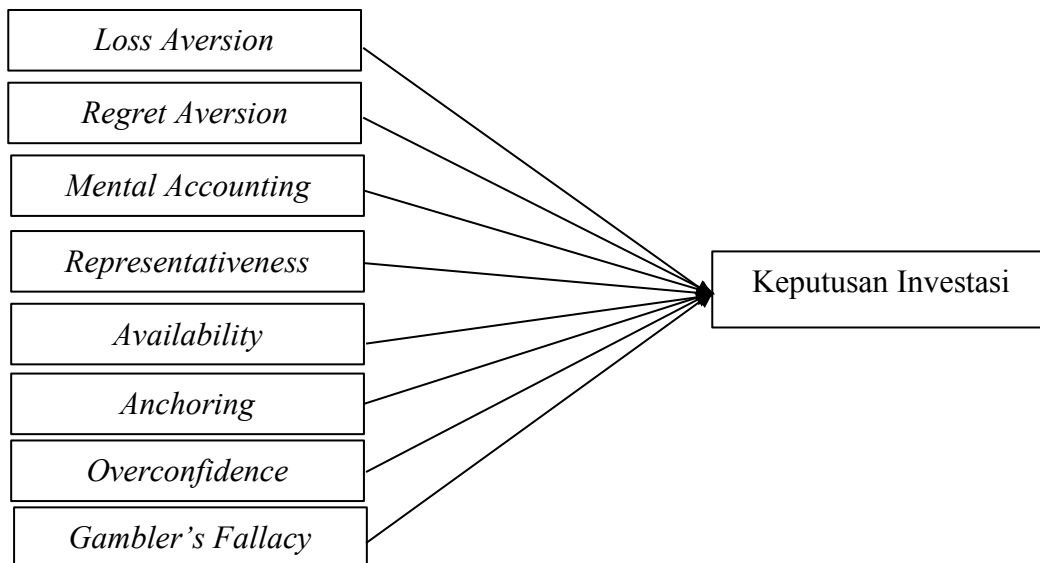 Loss Aversion
Regret Aversion
Mental Accounting
Representativeness
Keputusan Investasi
Availability
Anchoring
Overconfidence
Gambler’s Fallacy